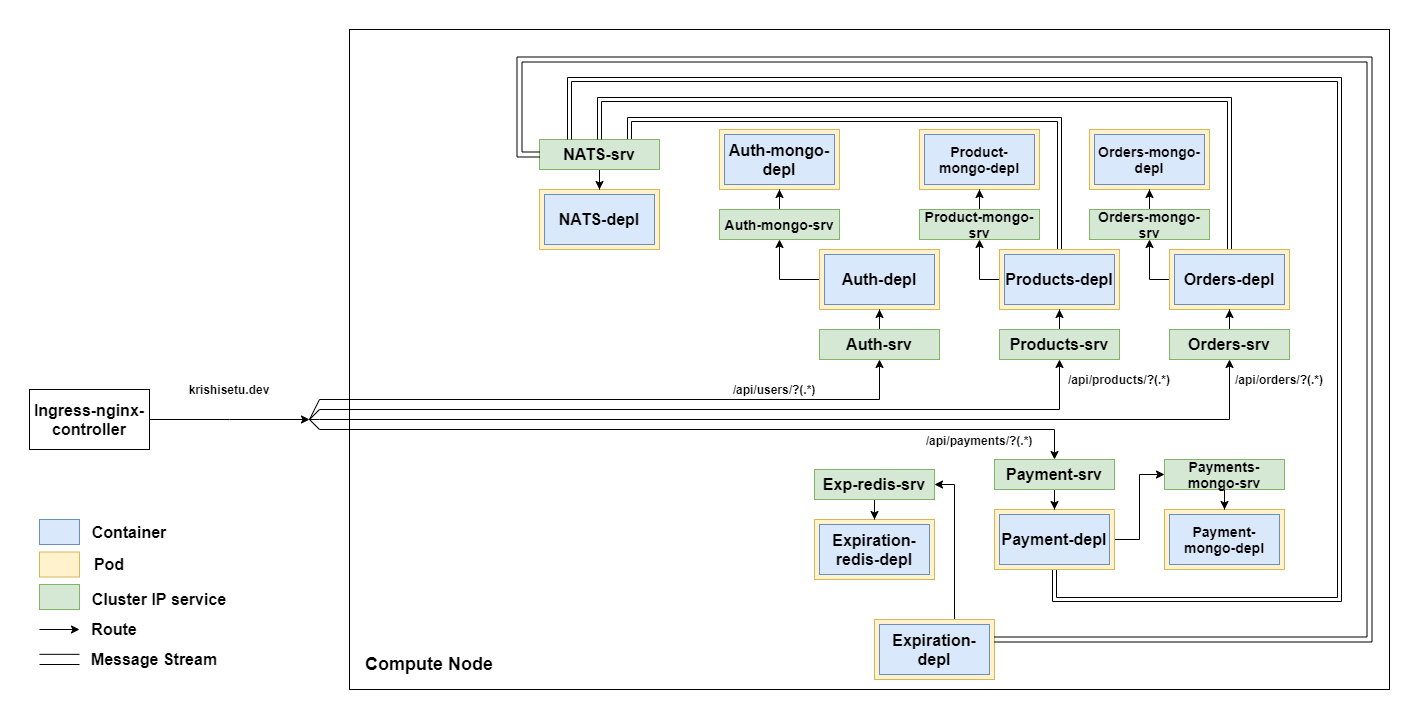 NATS-srv
NATS-depl
Auth-mongo-
depl
Product-
mongo-depl
Orders-mongo-
depl
Auth-mongo-srv
Product-mongo-
srv
Orders-mongo-
srv
Auth-depl
Products-depl
Orders-depl
Auth-srv
Products-srv
Orders-srv
krishisetu.dev
/api/users/?(.*)
/api/products/?(.*)
/api/orders/?(.*)
Ingress-nginx-
controller
/api/payments/?(.*)
Exp-redis-srv
Payment-srv
Payments-
mongo-srv
Expiration-
redis-depl
Payment-depl
Payment-
mongo-depl
Expiration-
depl
Compute Node
Container
Pod
Cluster IP service
Route
Message Stream